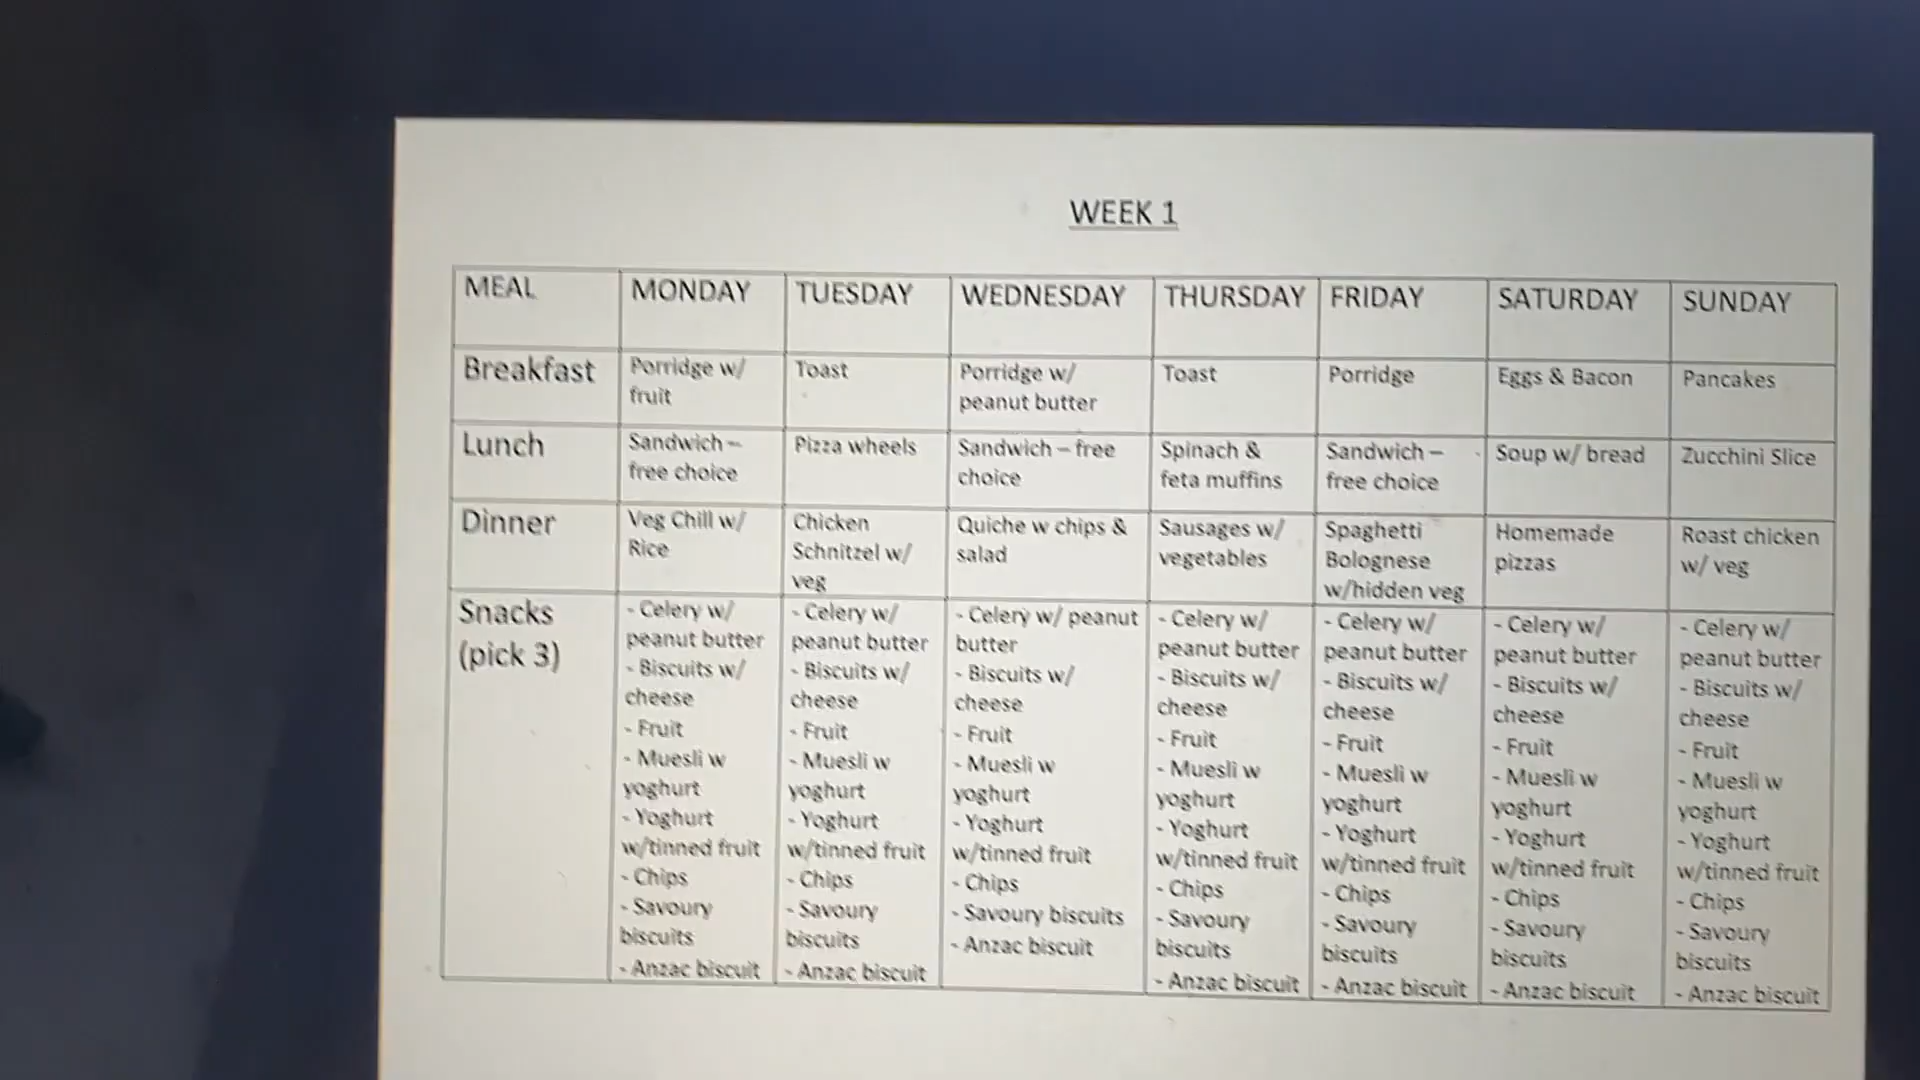 WEEK 1
MEAL MONDAY TUESDAY WEDNESDAY THURSDAY FRIDAY SATURDAY SUNDAY
Breakfast
Porridge w/
fruit
Toast
Porridge w/
peanut butter
Toast
Porridge
Eggs & Bacon
Pancakes
Lunch
Sandwich –
free choice
Pizza wheels
Sandwich – free
choice
Spinach &
feta muffins
Sandwich –
free choice
Soup w/ bread
Zucchini Slice
Dinner
Veg Chill w/
Rice
Chicken
Schnitzel w/
veg
Quiche w chips &
salad
Sausages w/
vegetables
Spaghetti
Bolognese
w/hidden veg
Homemade
pizzas
Roast chicken
w/ veg
Snacks
(pick 3)
- Celery w/
peanut butter
- Biscuits w/
cheese
- Fruit
- Muesli w
yoghurt
- Yoghurt
w/tinned fruit
- Chips
- Savoury
biscuits
- Anzac biscuit
- Celery w/
peanut butter
- Biscuits w/
cheese
- Fruit
- Muesli w
yoghurt
- Yoghurt
w/tinned fruit
- Chips
- Savoury
biscuits
- Anzac biscuit
- Celery w/ peanut
butter
- Biscuits w/
cheese
- Fruit
- Muesli w
yoghurt
- Yoghurt
w/tinned fruit
- Chips
- Savoury biscuits
- Anzac biscuit
- Celery w/
peanut butter
- Biscuits w/
cheese
- Fruit
- Muesli w
yoghurt
- Yoghurt
w/tinned fruit
- Chips
- Savoury
biscuits
- Anzac biscuit
- Celery w/
peanut butter
- Biscuits w/
cheese
- Fruit
- Muesli w
yoghurt
- Yoghurt
w/tinned fruit
- Chips
- Savoury
biscuits
- Anzac biscuit
- Celery w/
peanut butter
- Biscuits w/
cheese
- Fruit
- Muesli w
yoghurt
- Yoghurt
w/tinned fruit
- Chips
- Savoury
biscuits
- Anzac biscuit
- Celery w/
peanut butter
- Biscuits w/
cheese
- Fruit
- Muesli w
yoghurt
- Yoghurt
w/tinned fruit
- Chips
- Savoury
biscuits
- Anzac biscuit